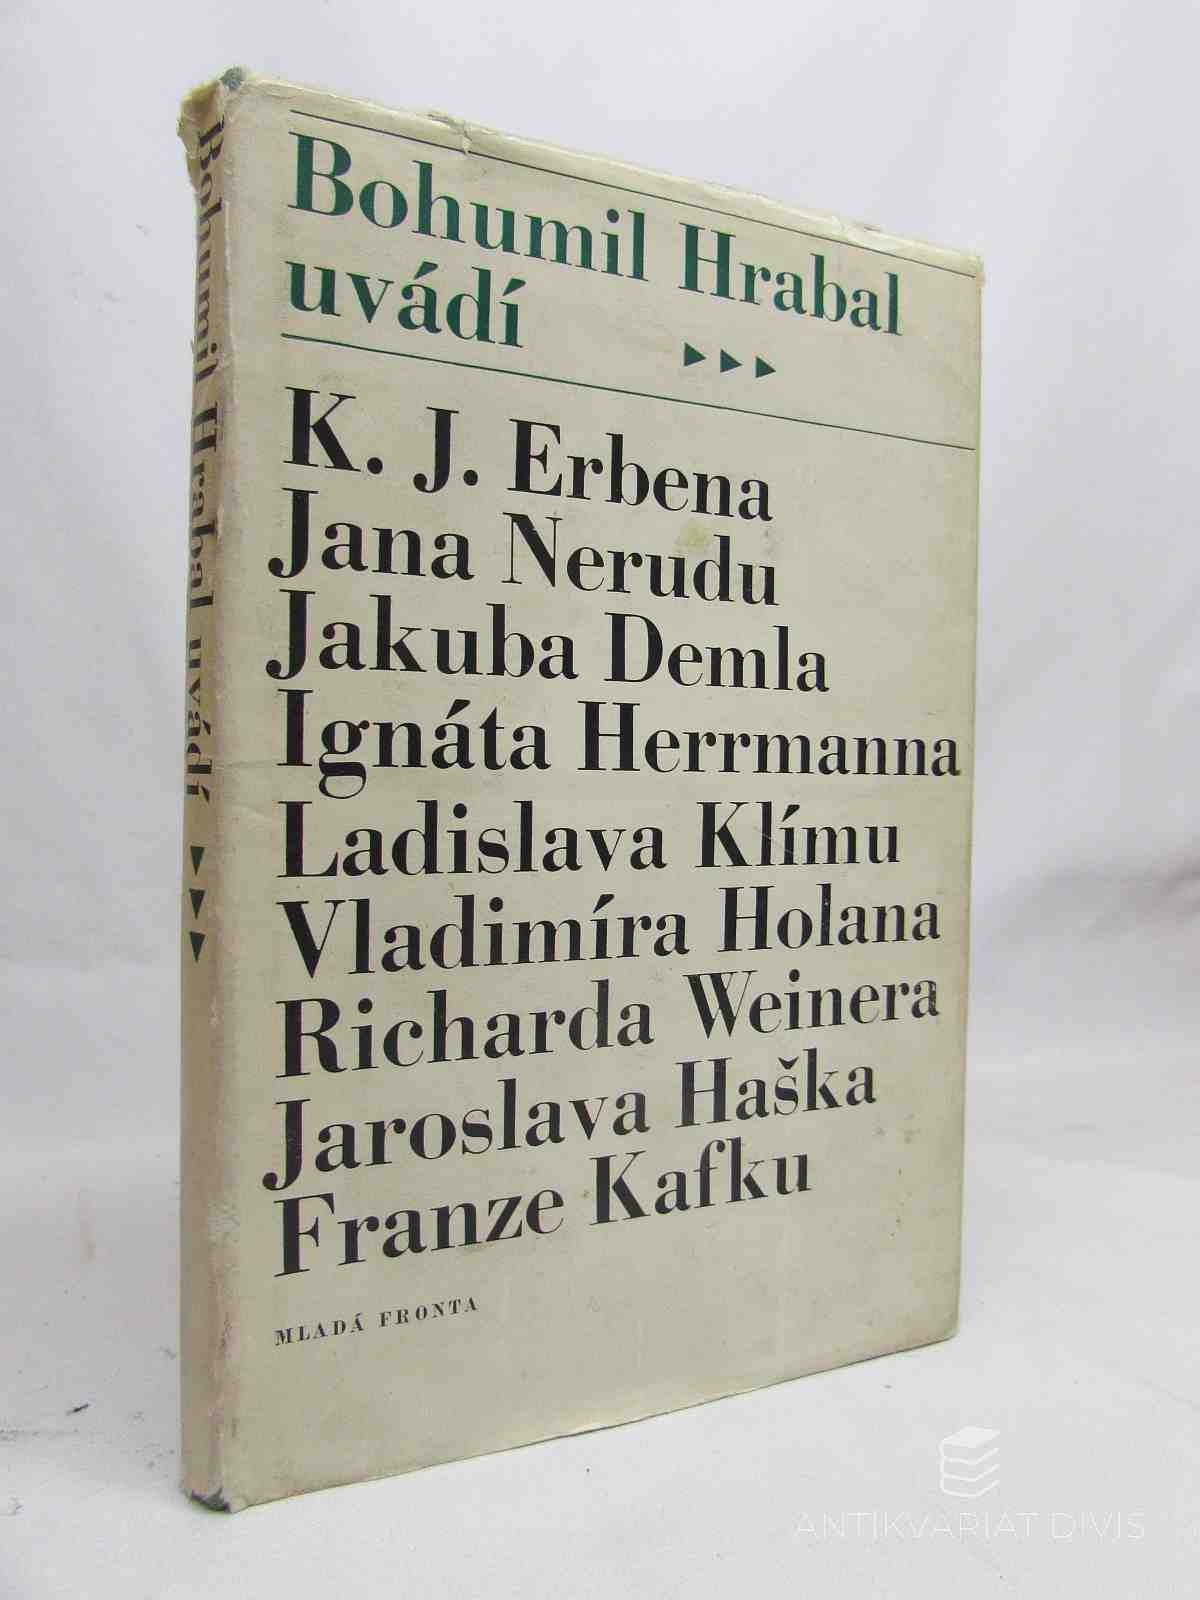 Bohumil Hrabal
uvádí ▶▶▶
K. J. Erbena
Jana Nerudu
Jakuba Demla
Ignáta Herrmanna
Ladislava Klímu
Vladimíra Holana
Richarda Weinera
Jaroslava Haška
Franze Kafku
MLADÁ FRONTA
Bohumil Hrabal uvádí ▶▶▶
ANTIKVARIAT DIVIS